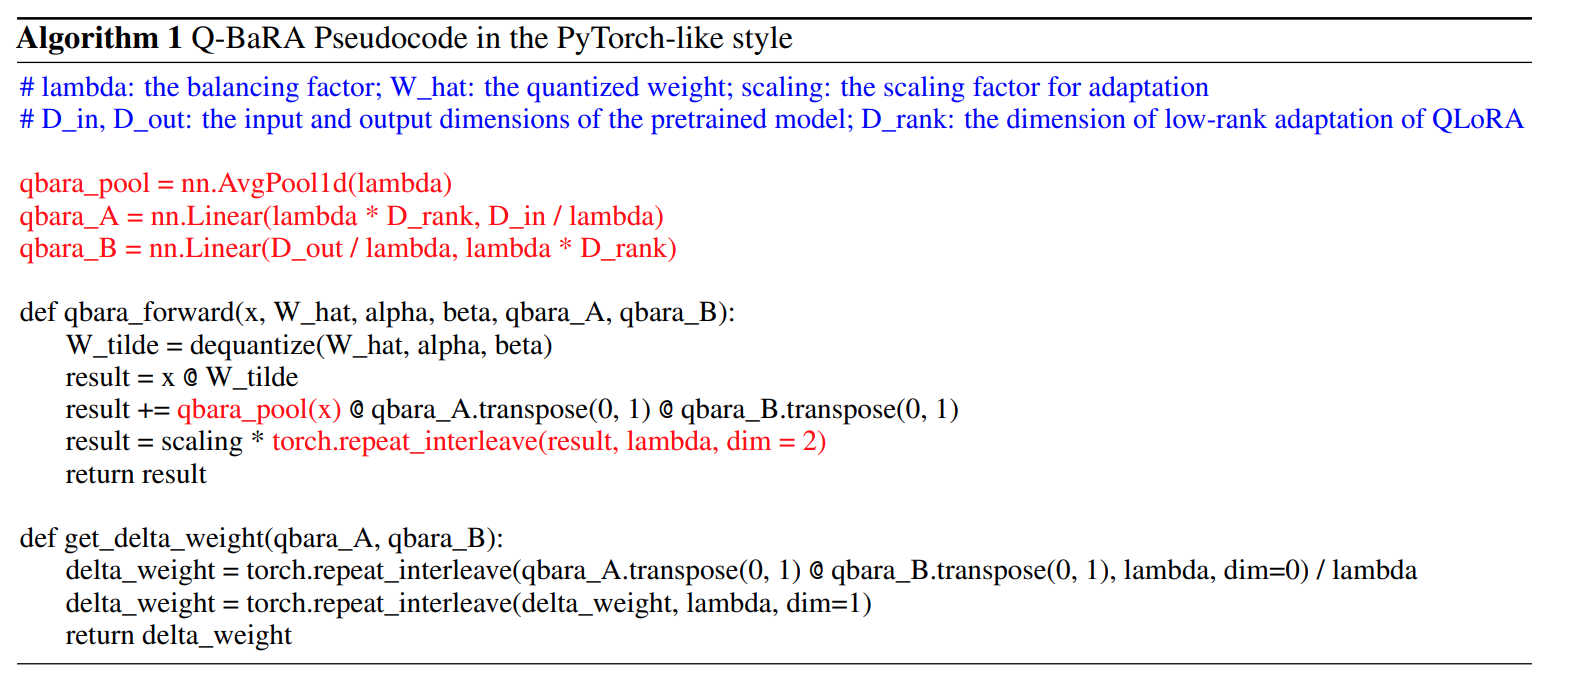 Algorithm 1 Q-BaRA Pseudocode in the PyTorch-like style
# lambda: the balancing factor; W_hat: the quantized weight; scaling: the scaling factor for adaptation
# D_in, D_out: the input and output dimensions of the pretrained model; D_rank: the dimension of low-rank adaptation of QLoRA
qbara_pool = nn.AvgPool1d(lambda)
qbara_A = nn.Linear(lambda * D_rank, D_in / lambda)
qbara_B = nn.Linear(D_out / lambda, lambda * D_rank)
def qbara_forward(x, W_hat, alpha, beta, qbara_A, qbara_B):
W_tilde = dequantize(W_hat, alpha, beta)
result = x @ W_tilde
result += qbara_pool(x) @ qbara_A.transpose(0, 1) @ qbara_B.transpose(0, 1)
result = scaling * torch.repeat_interleave(result, lambda, dim = 2)
return result
def get_delta_weight(qbara_A, qbara_B):
delta_weight = torch.repeat_interleave(qbara_A.transpose(0, 1) @ qbara_B.transpose(0, 1), lambda, dim=0) / lambda
delta_weight = torch.repeat_interleave(delta_weight, lambda, dim=1)
return delta_weight